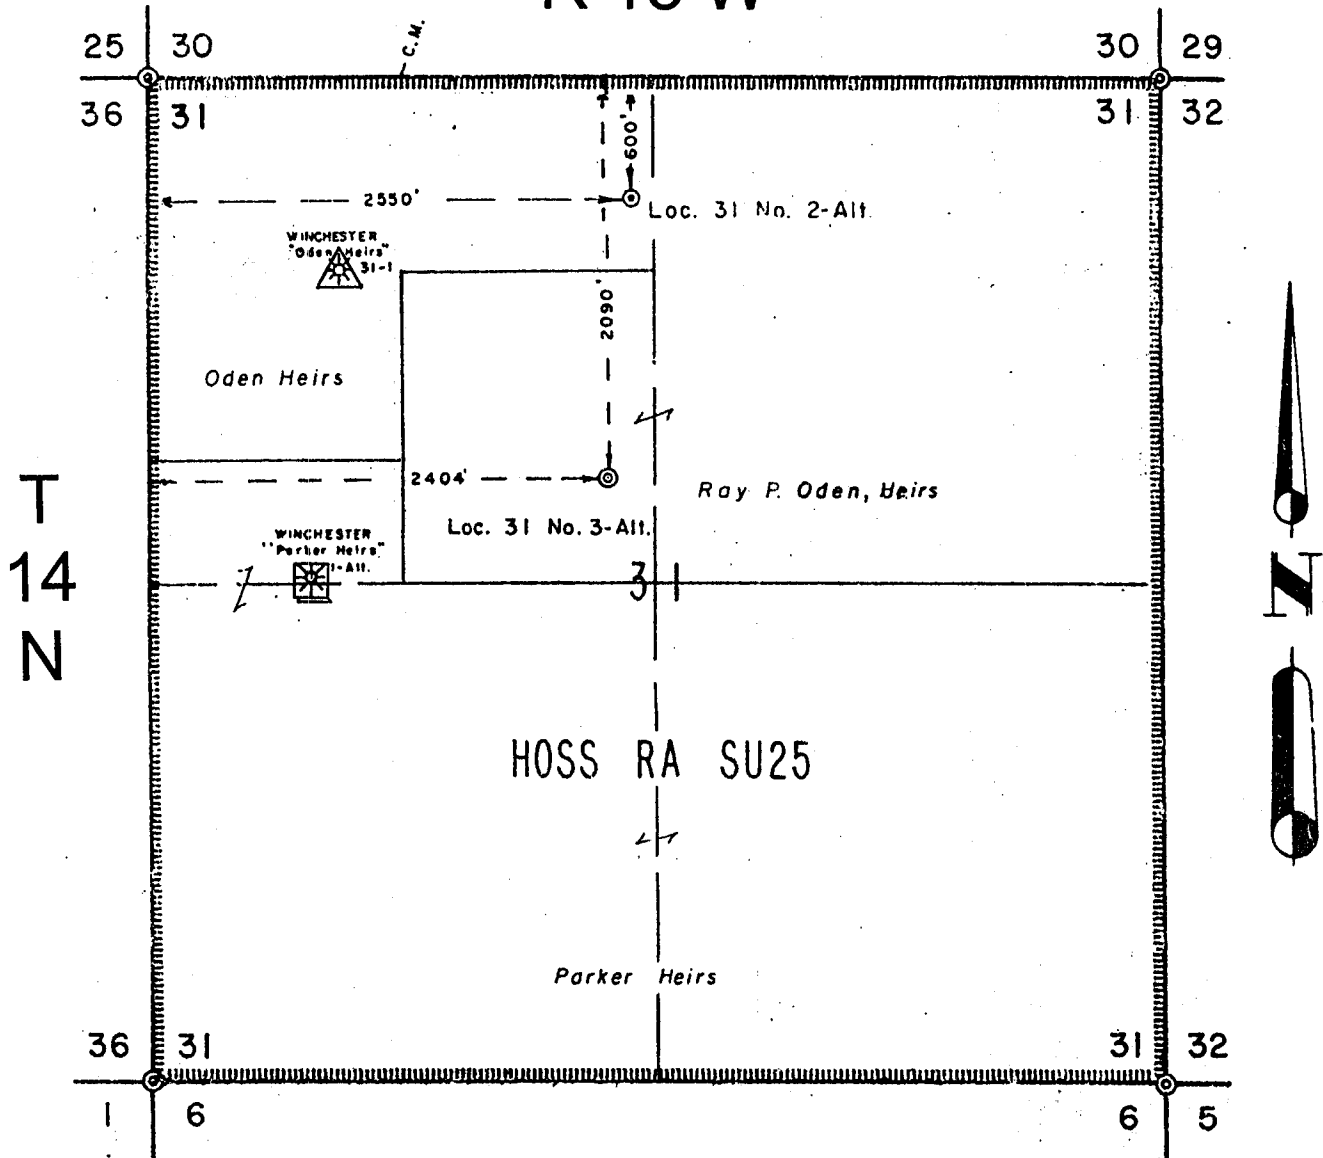 C.M.
25 30
30 29
36 31
31 32
600'
2550'
Loc. 31 No. 2-Alt.
WINCHESTER
"Oden Heirs"
31-1
2090'
Oden Heirs
T
14
N
2404'
Ray P. Oden, Heirs
Loc. 31 No. 3-Alt.
WINCHESTER
"Parker Heirs"
1-Alt.
31
N
HOSS RA SU25
Parker Heirs
36 31
31 32
1 6
6 5